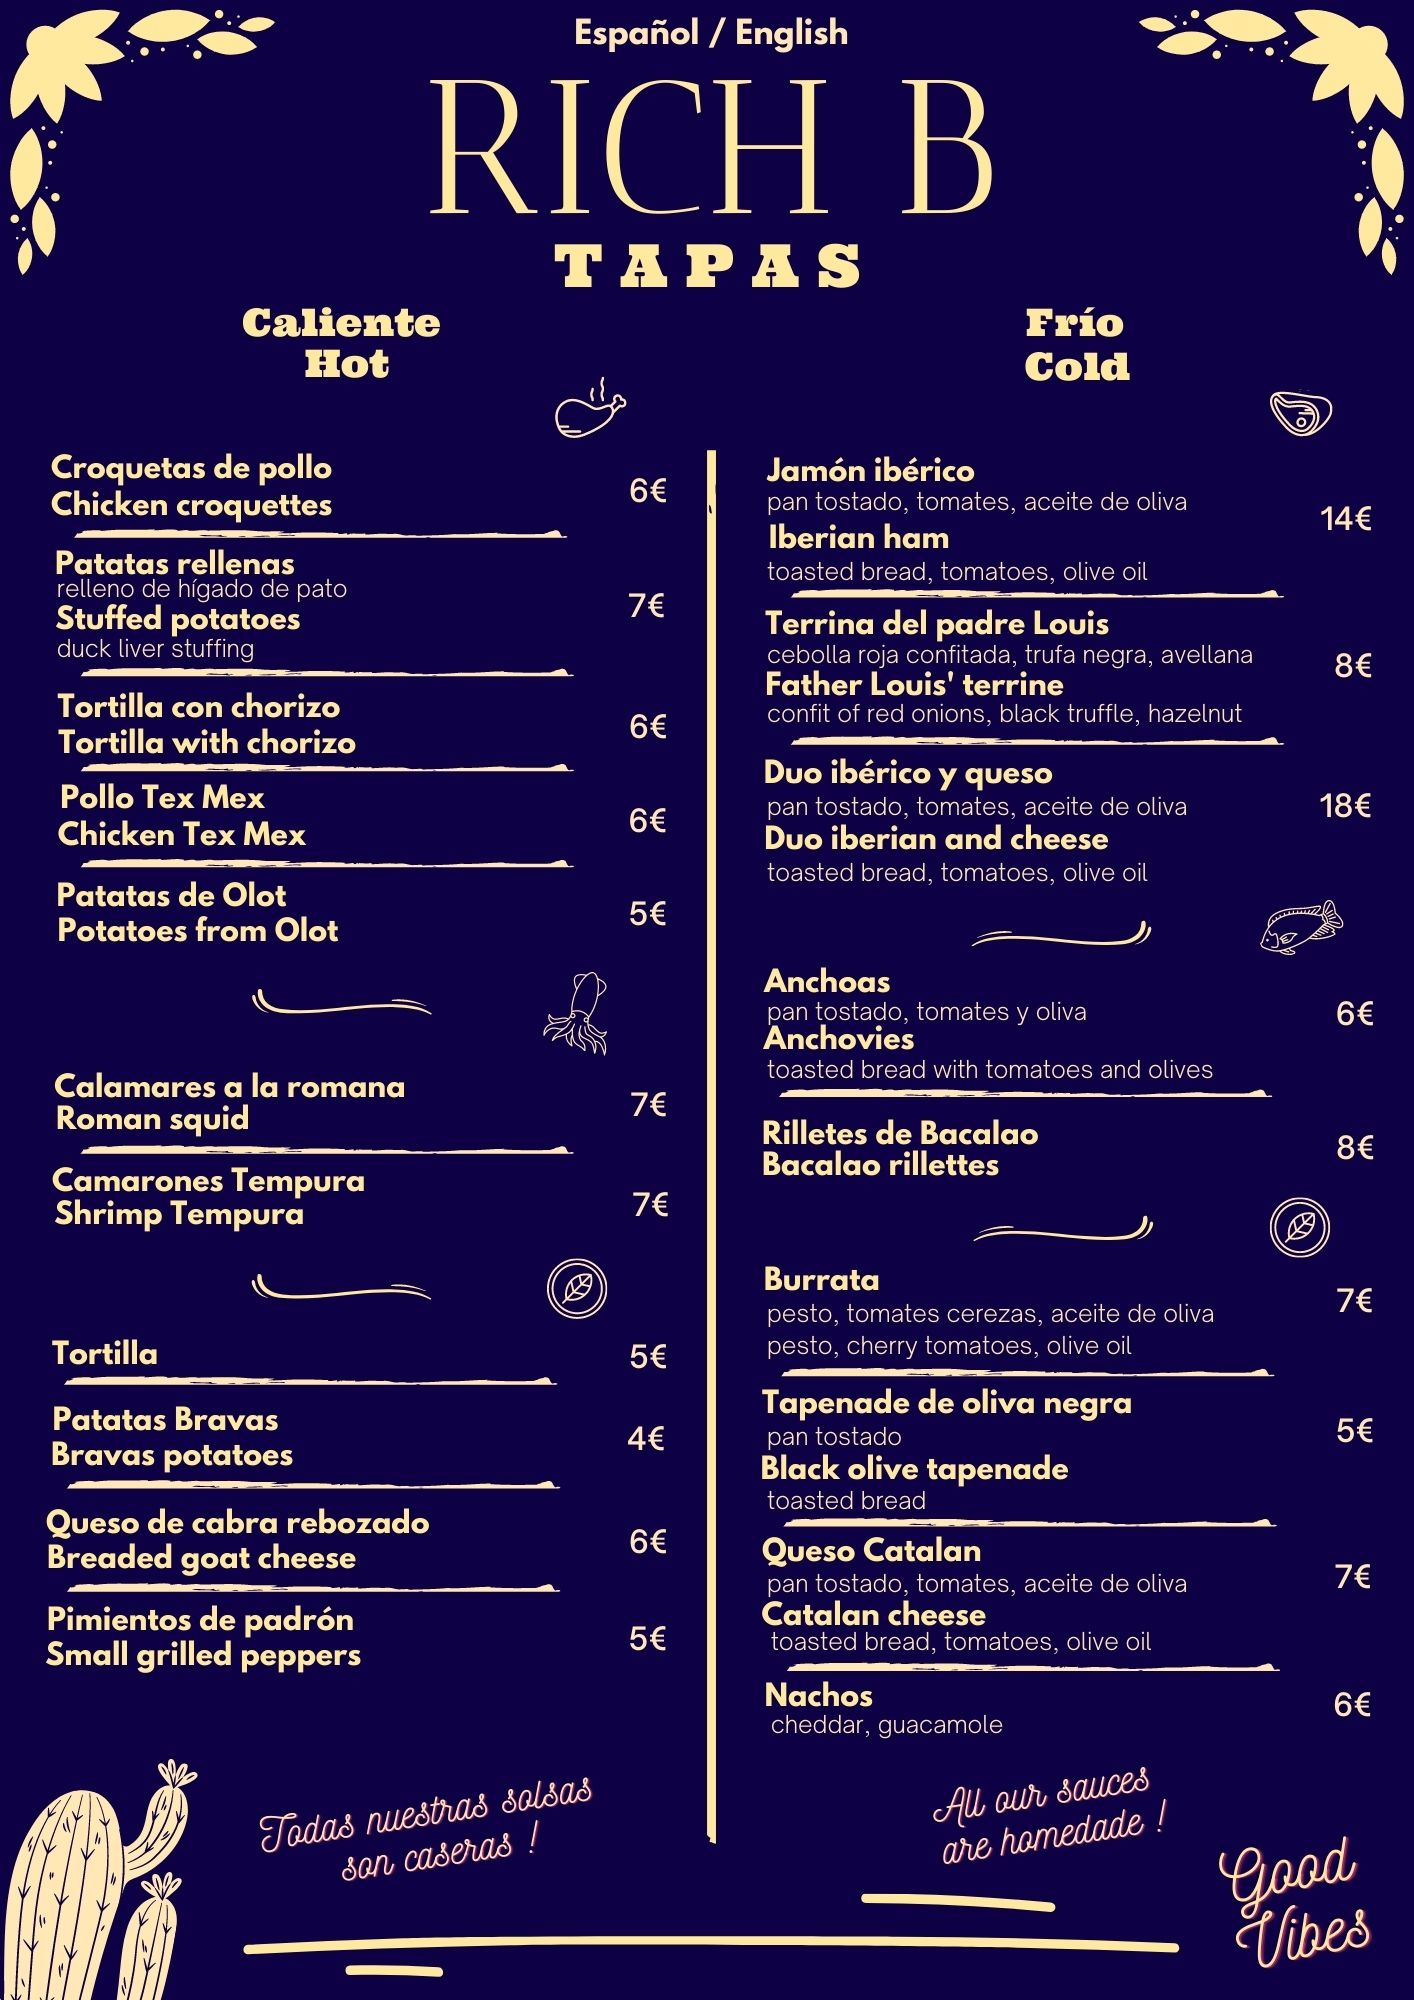 Español / English
RICH B
TAPAS
Caliente
Hot
Croquetas de pollo
Chicken croquettes
6€
Patatas rellenas
relleno de hígado de pato
Stuffed potatoes
duck liver stuffing
7€
Tortilla con chorizo
Tortilla with chorizo
6€
Pollo Tex Mex
Chicken Tex Mex
6€
Patatas de Olot
Potatoes from Olot
5€
Calamares a la romana
Roman squid
7€
Camarones Tempura
Shrimp Tempura
7€
Tortilla
5€
Patatas Bravas
Bravas potatoes
4€
Queso de cabra rebozado
Breaded goat cheese
6€
Pimientos de padrón
Small grilled peppers
5€
Todas nuestras solsas
son caseras !
Frío
Cold
Jamón ibérico
pan tostado, tomates, aceite de oliva
Iberian ham
toasted bread, tomatoes, olive oil
14€
Terrina del padre Louis
cebolla roja confitada, trufa negra, avellana
Father Louis' terrine
confit of red onions, black truffle, hazelnut
8€
Duo ibérico y queso
pan tostado, tomates, aceite de oliva
Duo iberian and cheese
toasted bread, tomatoes, olive oil
18€
Anchoas
pan tostado, tomates y oliva
Anchovies
toasted bread with tomatoes and olives
6€
Rilletes de Bacalao
Bacalao rillettes
8€
Burrata
pesto, tomates cerezas, aceite de oliva
pesto, cherry tomatoes, olive oil
7€
Tapenade de oliva negra
pan tostado
Black olive tapenade
toasted bread
5€
Queso Catalan
pan tostado, tomates, aceite de oliva
Catalan cheese
toasted bread, tomatoes, olive oil
7€
Nachos
cheddar, guacamole
6€
All our sauces
are homedade !
Good
Vibes